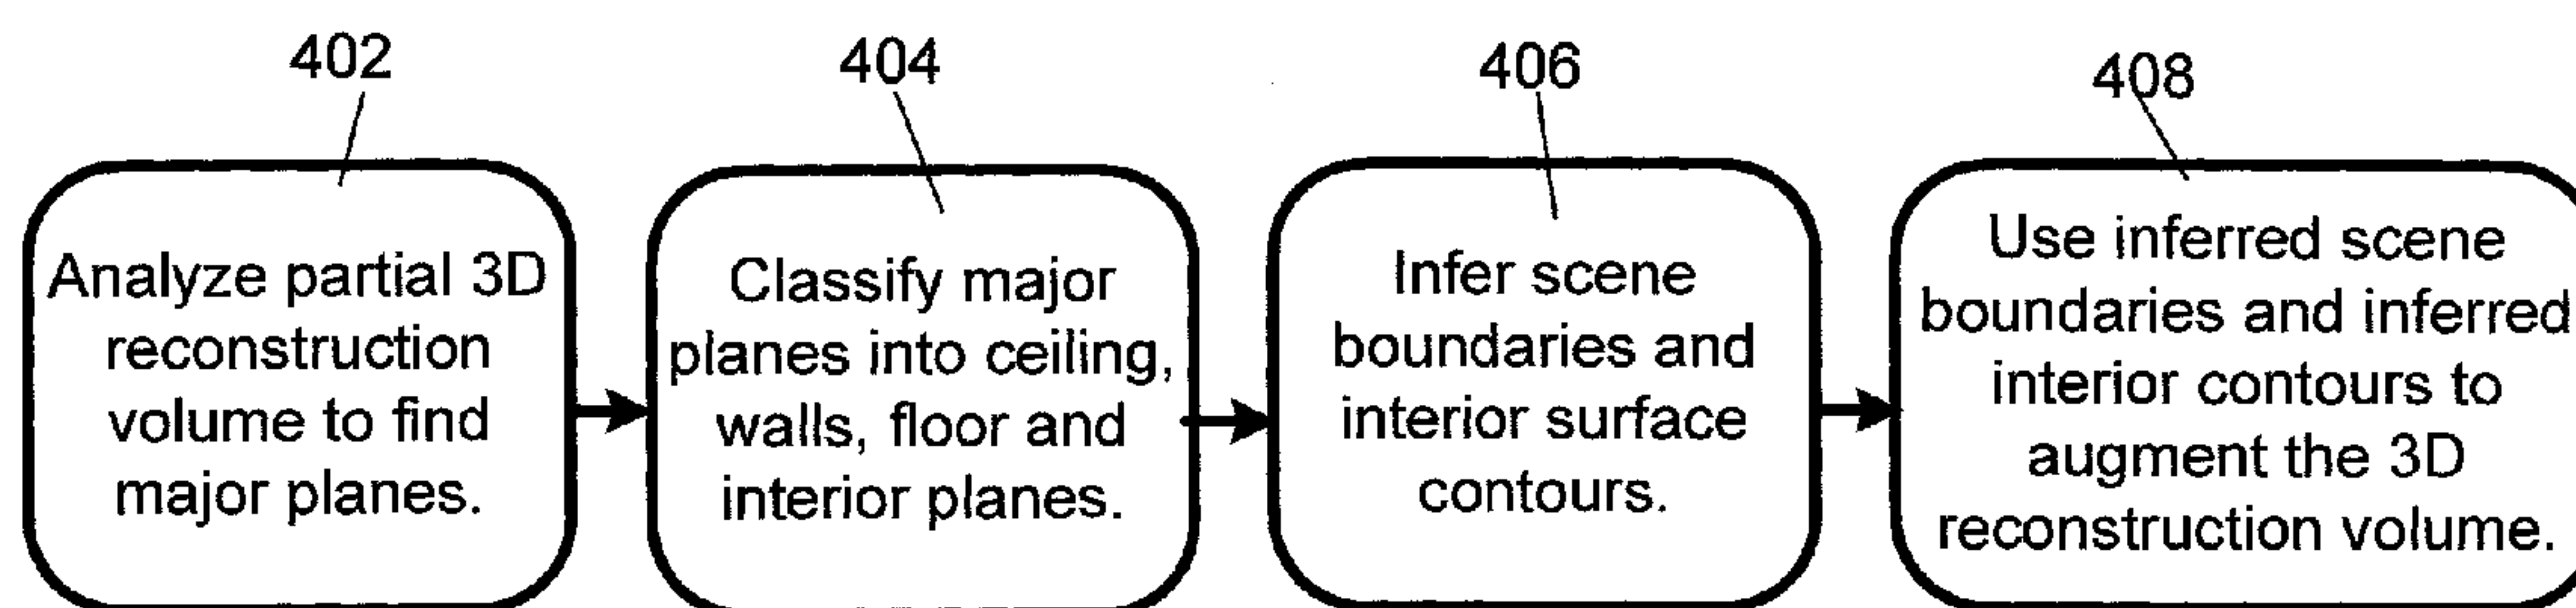 402
404
406
408
Analyze partial 3D
reconstruction
volume to find
major planes.
Classify major
planes into ceiling,
walls, floor and
interior planes.
Infer scene
boundaries and
interior surface
contours.
Use inferred scene
boundaries and inferred
interior contours to
augment the 3D
reconstruction volume.